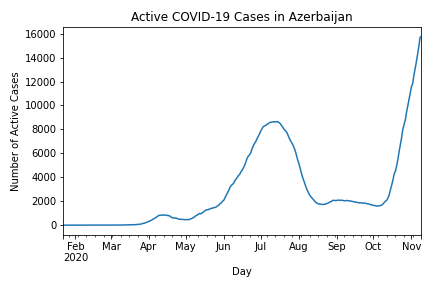 Active COVID-19 Cases in Azerbaijan
16000
14000
12000
10000
8000
6000
4000
2000
0
Number of Active Cases
Feb Mar Apr May Jun Jul Aug Sep Oct Nov
2020
Day